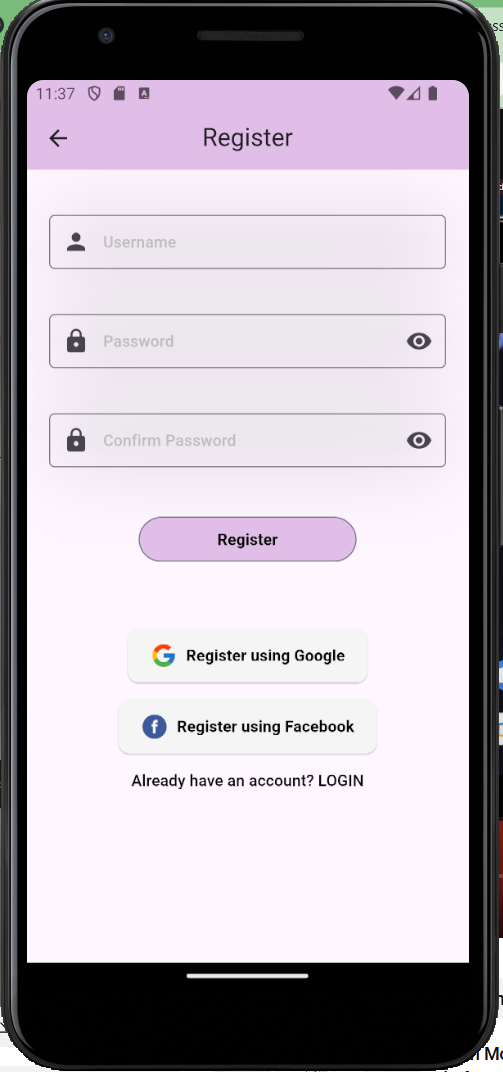 11:37
Register
Username
Password
Confirm Password
Register
Register using Google
Register using Facebook
Already have an account? LOGIN